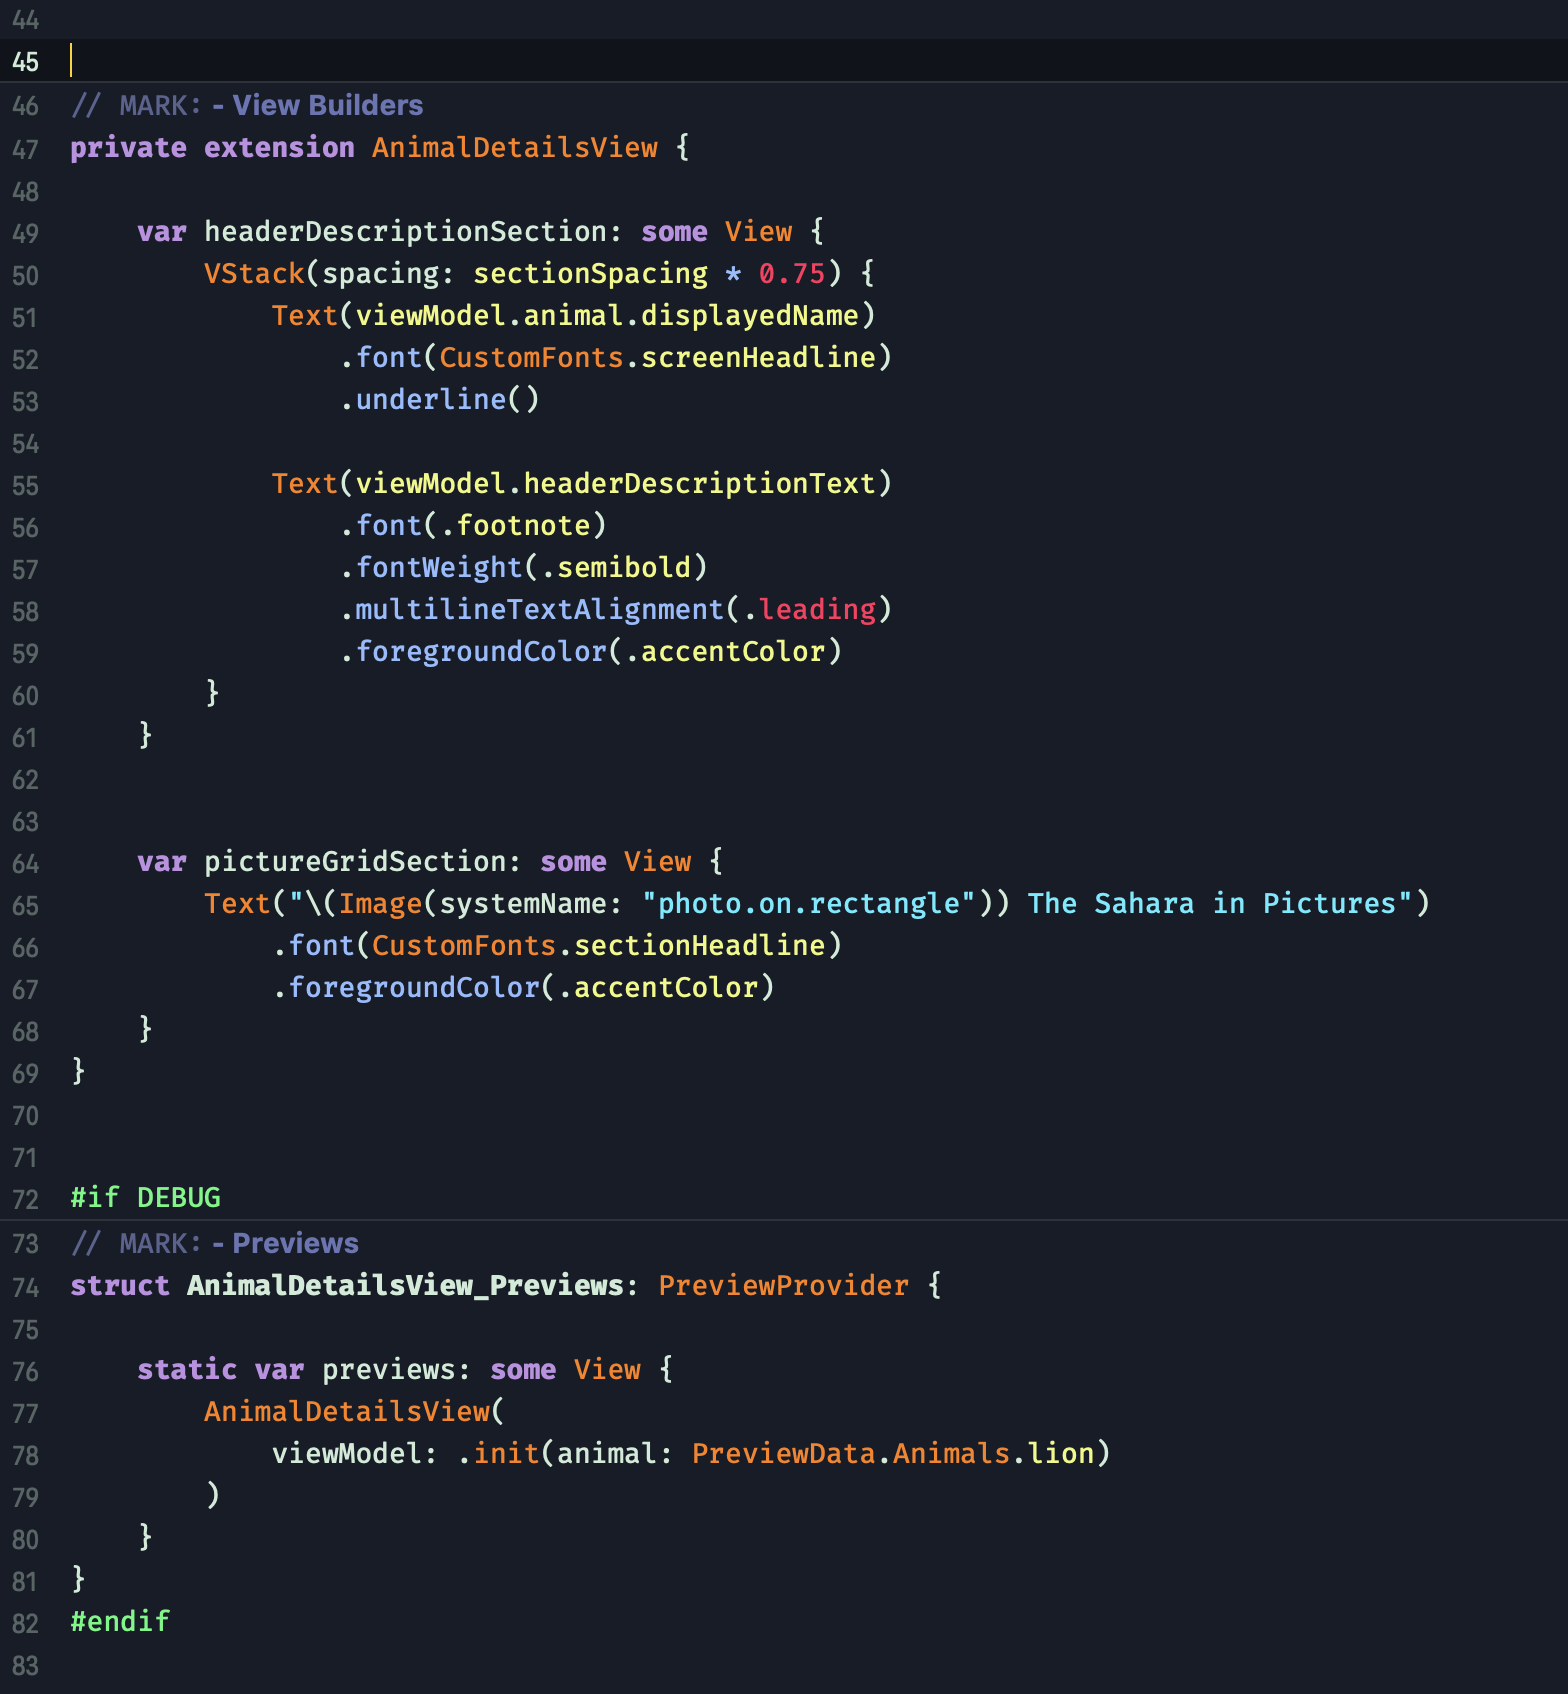 44
45
46 // MARK: - View Builders
47 private extension AnimalDetailsView {
48
49     var headerDescriptionSection: some View {
50         VStack(spacing: sectionSpacing * 0.75) {
51             Text(viewModel.animal.displayedName)
52                 .font(CustomFonts.screenHeadline)
53                 .underline()
54
55             Text(viewModel.headerDescriptionText)
56                 .font(.footnote)
57                 .fontWeight(.semibold)
58                 .multilineTextAlignment(.leading)
59                 .foregroundColor(.accentColor)
60         }
61     }
62
63
64     var pictureGridSection: some View {
65         Text("\(Image(systemName: "photo.on.rectangle")) The Sahara in Pictures")
66             .font(CustomFonts.sectionHeadline)
67             .foregroundColor(.accentColor)
68     }
69 }
70
71
72 #if DEBUG
73 // MARK: - Previews
74 struct AnimalDetailsView_Previews: PreviewProvider {
75
76     static var previews: some View {
77         AnimalDetailsView(
78             viewModel: .init(animal: PreviewData.Animals.lion)
79         )
80     }
81 }
82 #endif
83